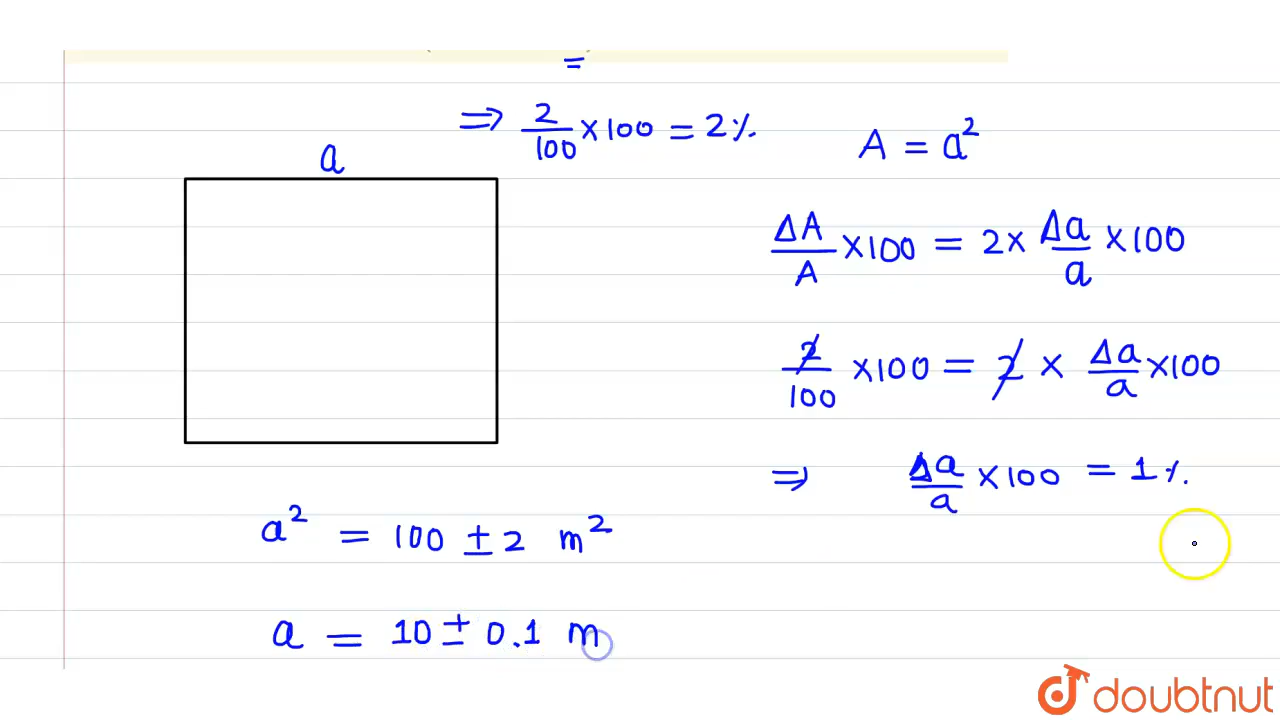 =
⇒ 2/100 × 100 = 2%.
A = a²
a
ΔA/A × 100 = 2 × Δa/a × 100
2/100 × 100 = 2 × Δa/a × 100
⇒ Δa/a × 100 = 1%.
a² = 100 ± 2 m²
a = 10 ± 0.1 m
doubtnut